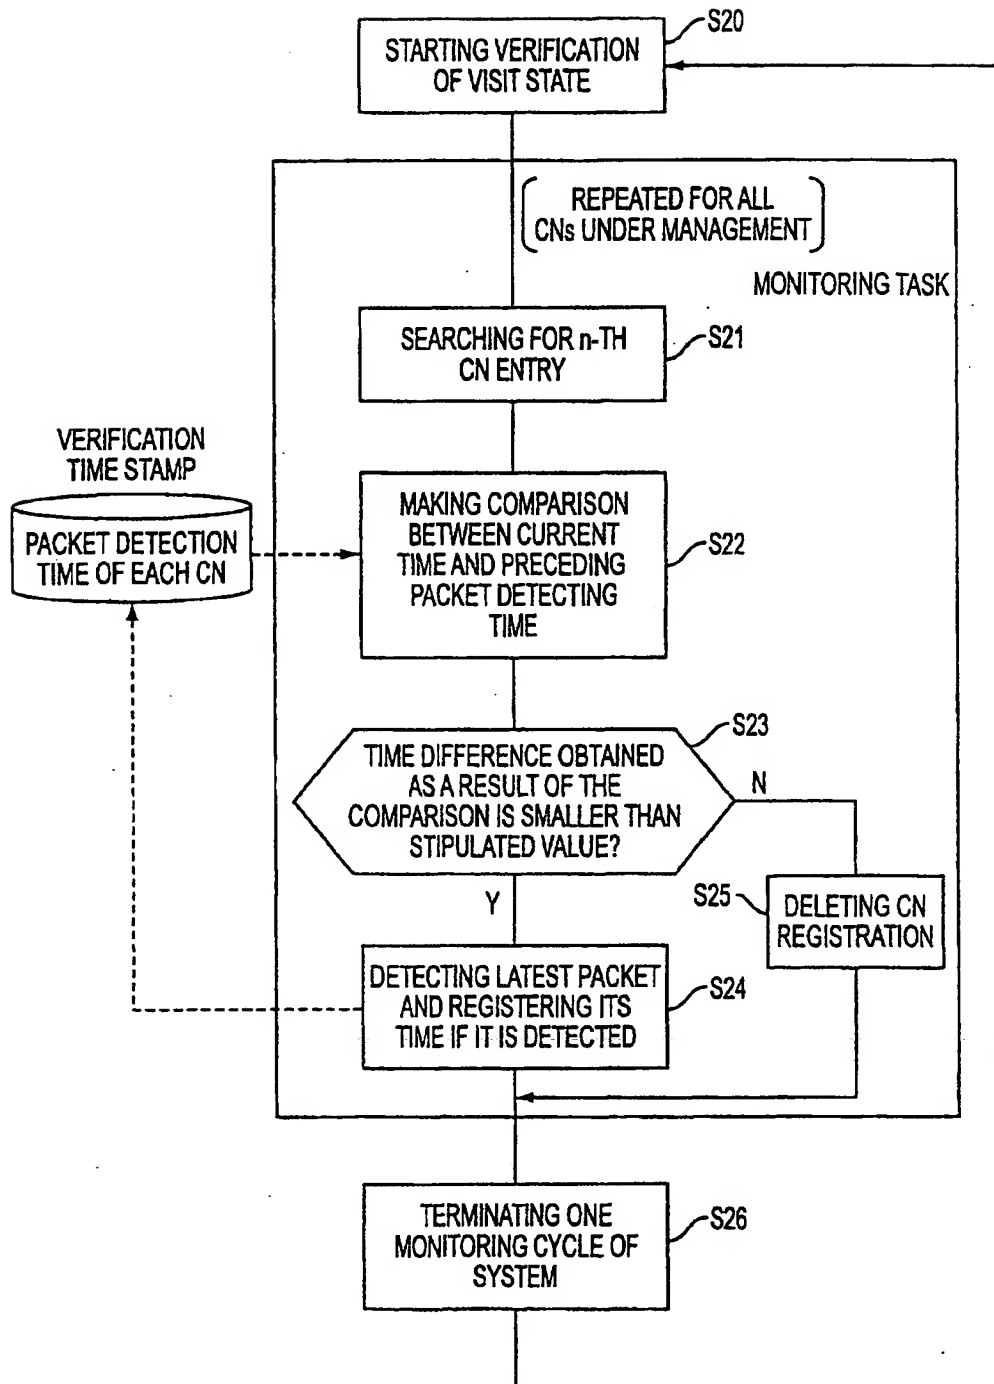 S20
STARTING VERIFICATION
OF VISIT STATE
REPEATED FOR ALL
CNs UNDER MANAGEMENT
MONITORING TASK
S21
SEARCHING FOR n-TH
CN ENTRY
VERIFICATION
TIME STAMP
PACKET DETECTION
TIME OF EACH CN
MAKING COMPARISON
BETWEEN CURRENT
TIME AND PRECEDING
PACKET DETECTING
TIME
S22
S23
TIME DIFFERENCE OBTAINED
AS A RESULT OF THE
COMPARISON IS SMALLER THAN
STIPULATED VALUE?
N
Y
S25
DELETING CN
REGISTRATION
DETECTING LATEST PACKET
AND REGISTERING ITS
TIME IF IT IS DETECTED
S24
TERMINATING ONE
MONITORING CYCLE OF
SYSTEM
S26